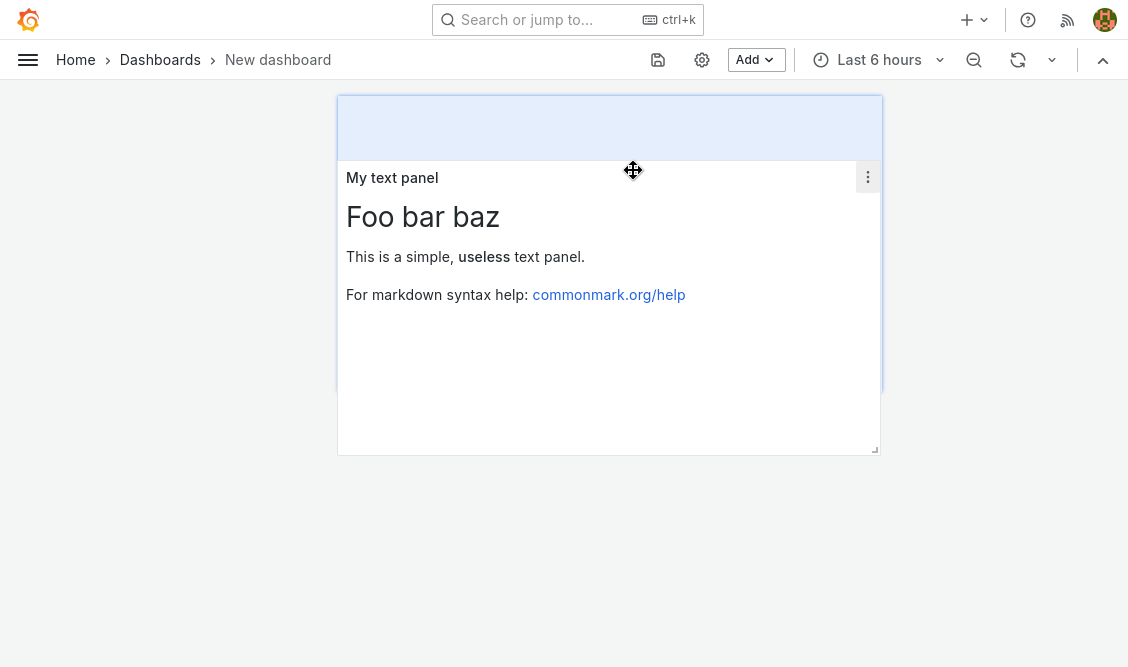 Search or jump to... ctrl+k
Home Dashboards New dashboard Add Last 6 hours
My text panel
Foo bar baz
This is a simple, useless text panel.
For markdown syntax help: commonmark.org/help